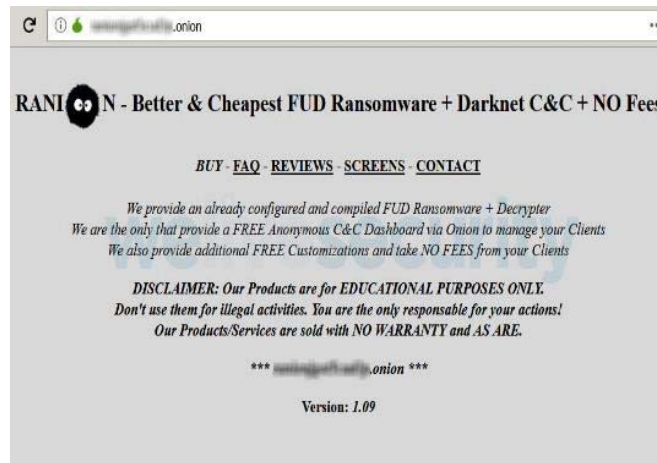 .onion
RANI N - Better & Cheapest FUD Ransomware + Darknet C&C + NO Fees
BUY - FAQ - REVIEWS - SCREENS - CONTACT
We provide an already configured and compiled FUD Ransomware + Decrypter
We are the only that provide a FREE Anonymous C&C Dashboard via Onion to manage your Clients
We also provide additional FREE Customizations and take NO FEES from your Clients
welivesecurity
DISCLAIMER: Our Products are for EDUCATIONAL PURPOSES ONLY.
Don't use them for illegal activities. You are the only responsable for your actions!
Our Products/Services are sold with NO WARRANTY and AS ARE.
*** .onion ***
Version: 1.09